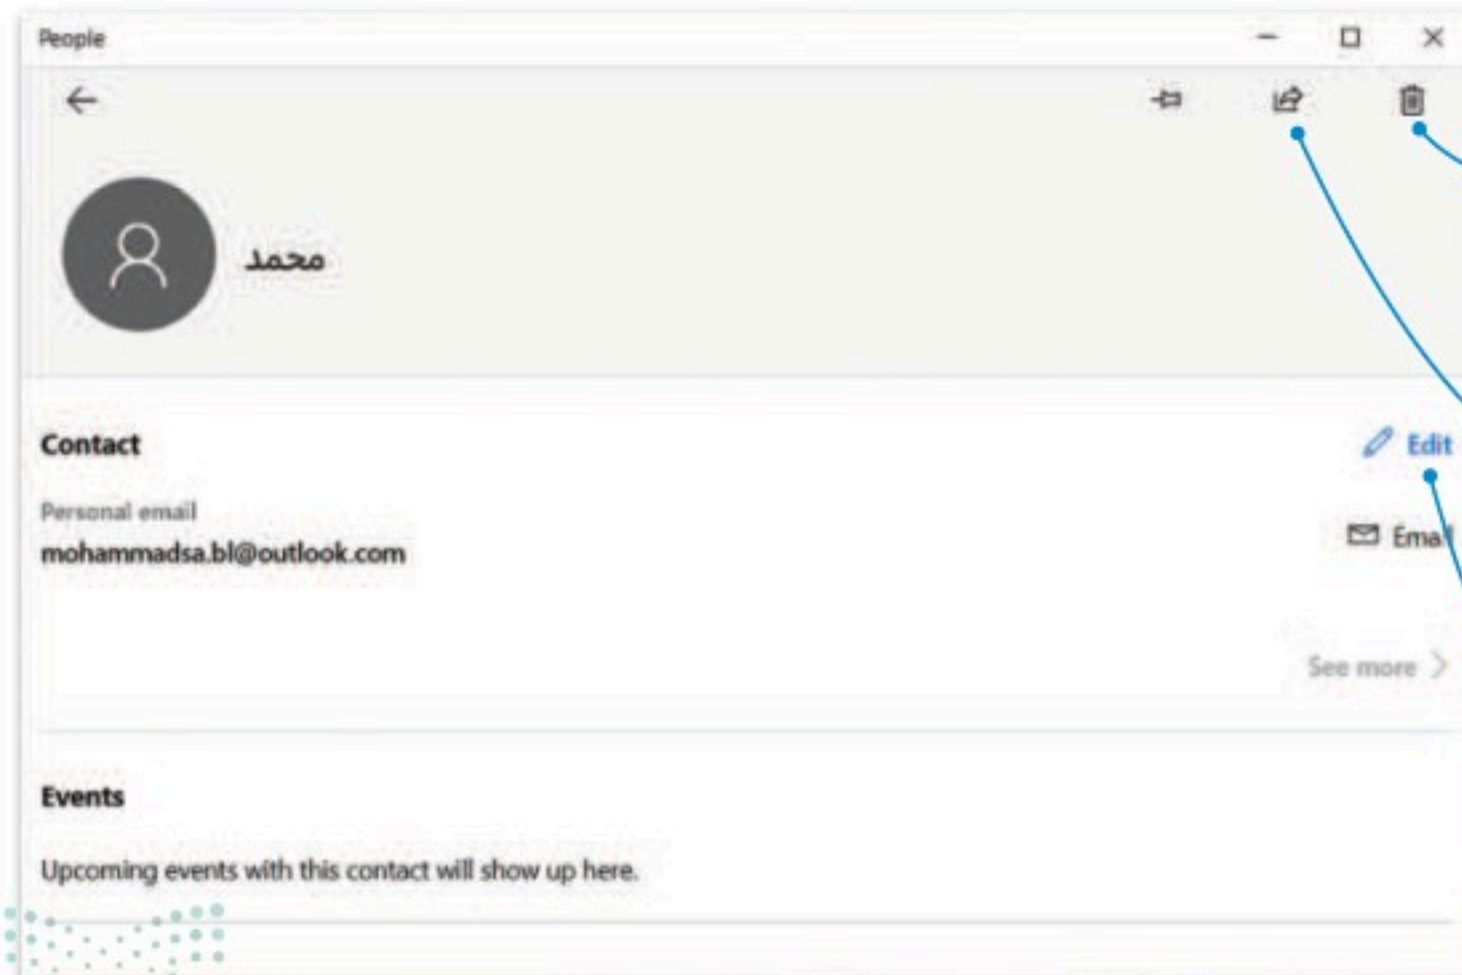 People
محمد
Contact
Edit
Personal email
mohammadsa.bl@outlook.com
Email
See more
Events
Upcoming events with this contact will show up here.